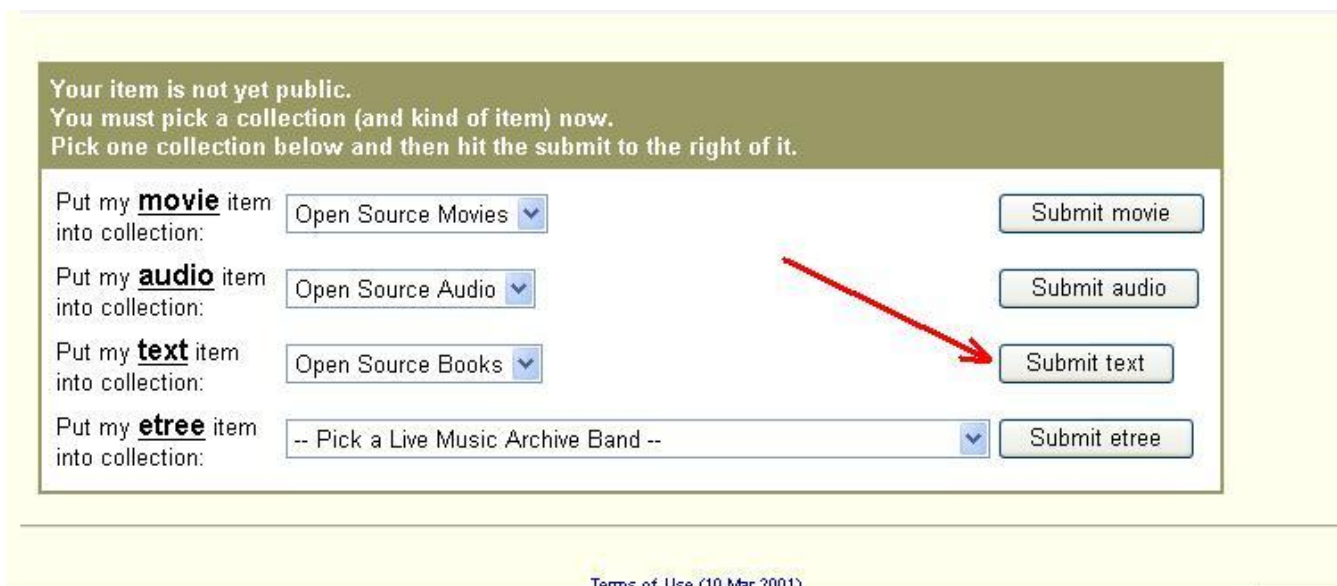 Your item is not yet public.
You must pick a collection (and kind of item) now.
Pick one collection below and then hit the submit to the right of it.
Put my movie item
into collection:
Open Source Movies
Submit movie
Put my audio item
into collection:
Open Source Audio
Submit audio
Put my text item
into collection:
Open Source Books
Submit text
Put my etree item
into collection:
-- Pick a Live Music Archive Band --
Submit etree
Terms of Use (10 Mar 2001)